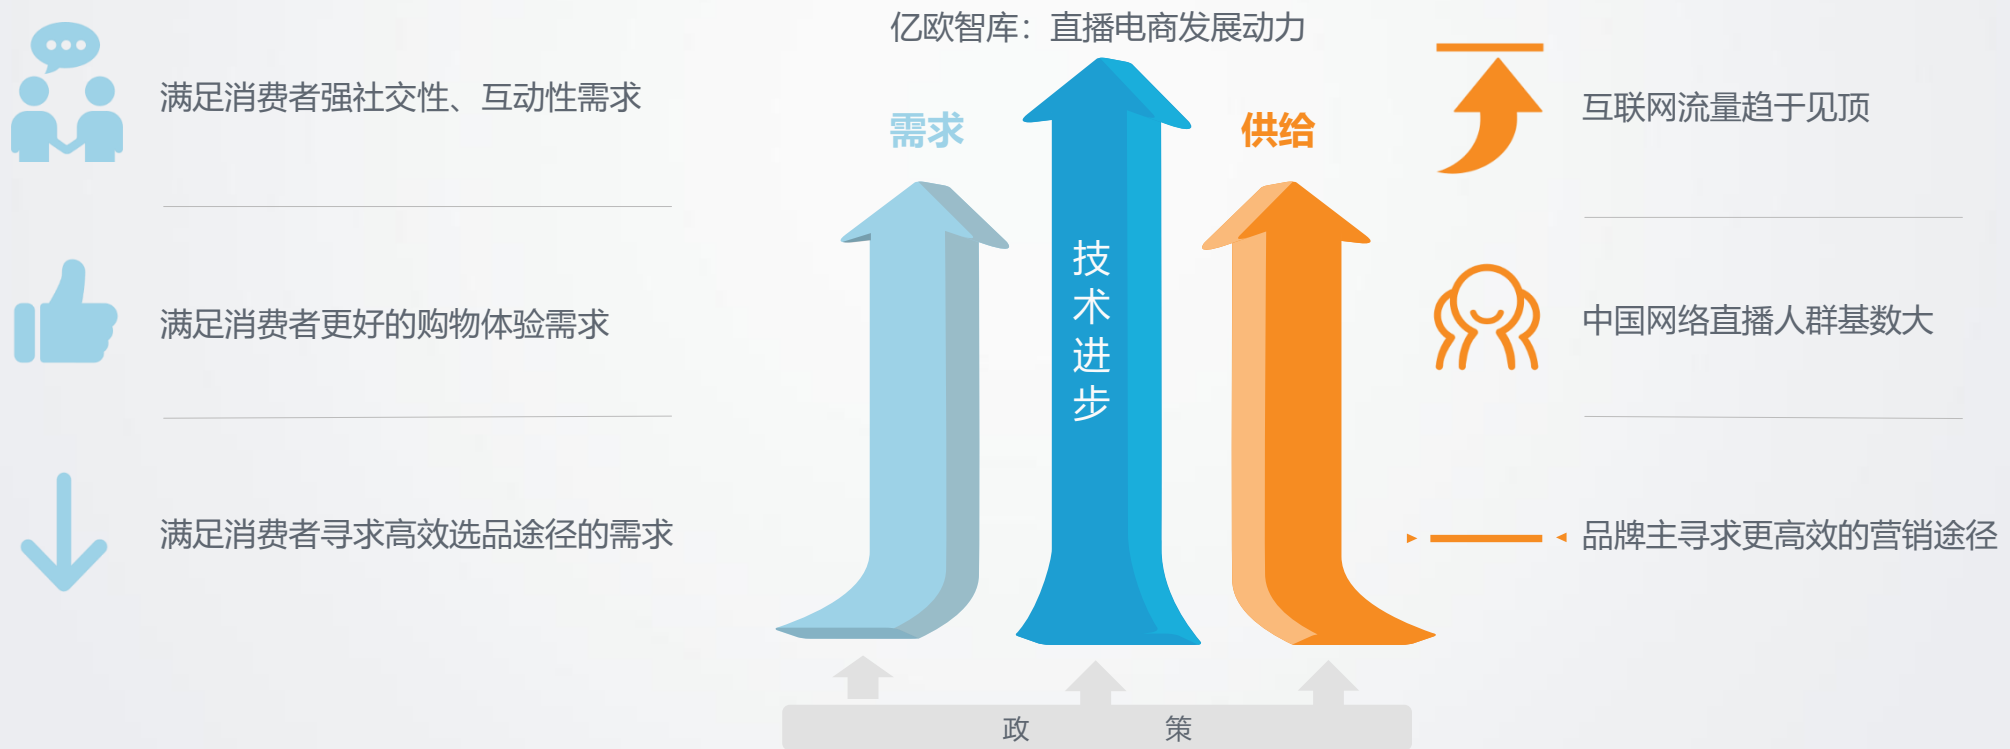 亿欧智库：直播电商发展动力
需求
满足消费者强社交性、互动性需求
满足消费者更好的购物体验需求
满足消费者寻求高效选品途径的需求
技术进步
供给
互联网流量趋于见顶
中国网络直播人群基数大
品牌主寻求更高效的营销途径
政策